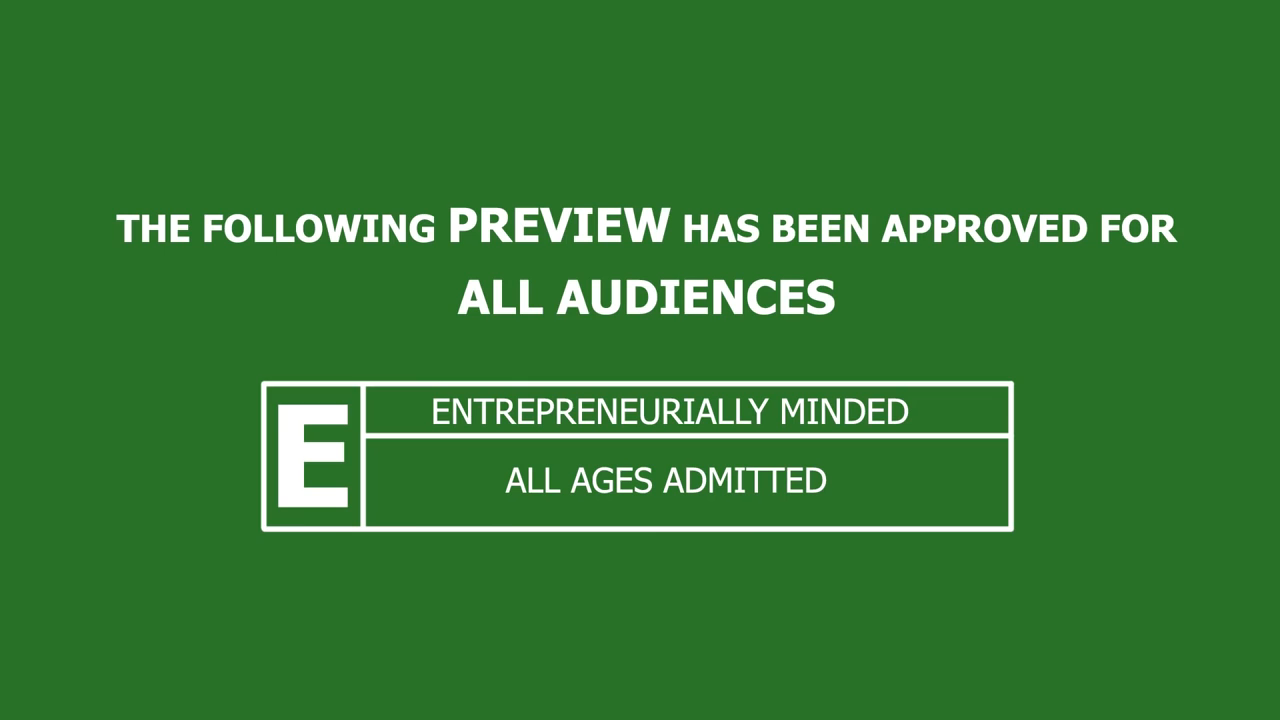 THE FOLLOWING PREVIEW HAS BEEN APPROVED FOR
ALL AUDIENCES
E
ENTREPRENEURIALLY MINDED
ALL AGES ADMITTED